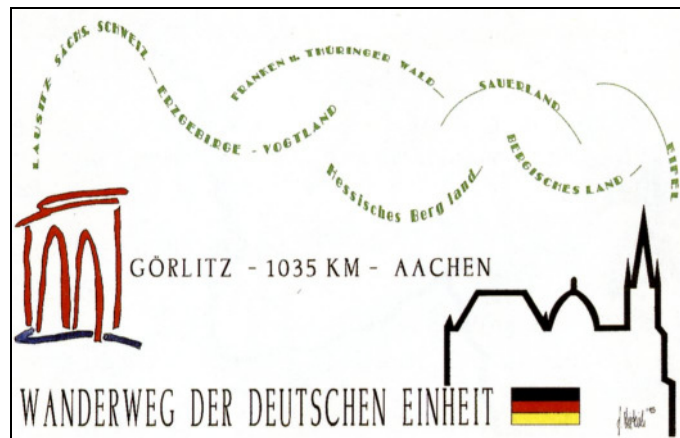 LAUSITZ SÄCHS. SCHWEIZ
ERZGEBIRGE - VOGTLAND
FRANKEN u. THÜRINGER WALD
Hessisches Bergland
SAUERLAND
BERGISCHES LAND
EIFEL
GÖRLITZ - 1035 KM - AACHEN
WANDERWEG DER DEUTSCHEN EINHEIT